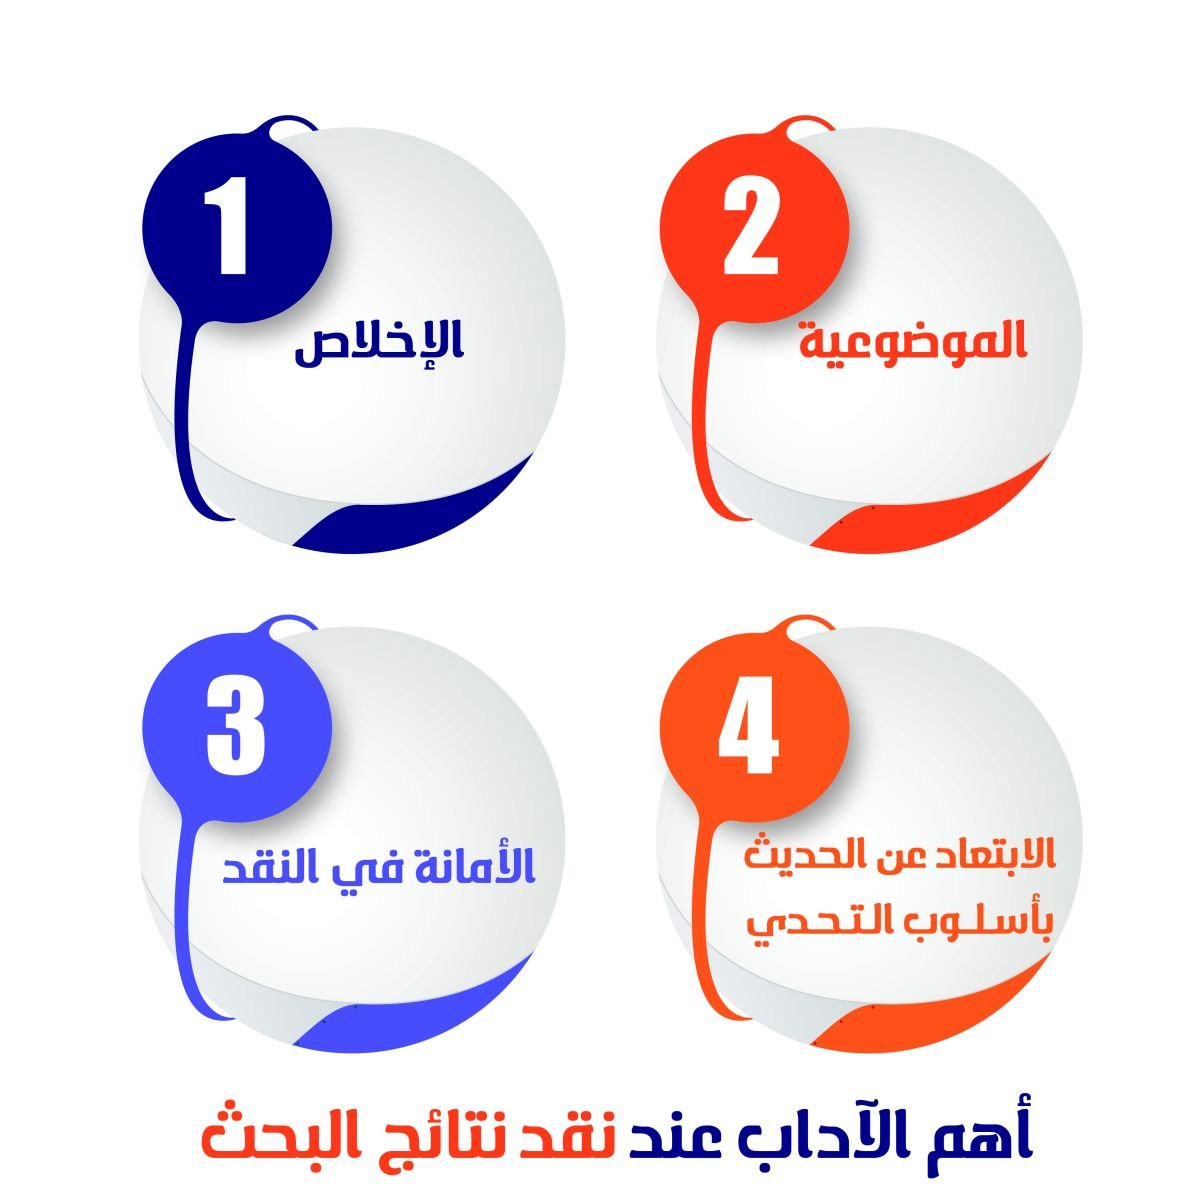 1
الإخلاص
2
الموضوعية
3
الأمانة في النقد
4
الابتعاد عن الحديث
بأسلوب التحدي
أهم الآداب عند نقد نتائج البحث